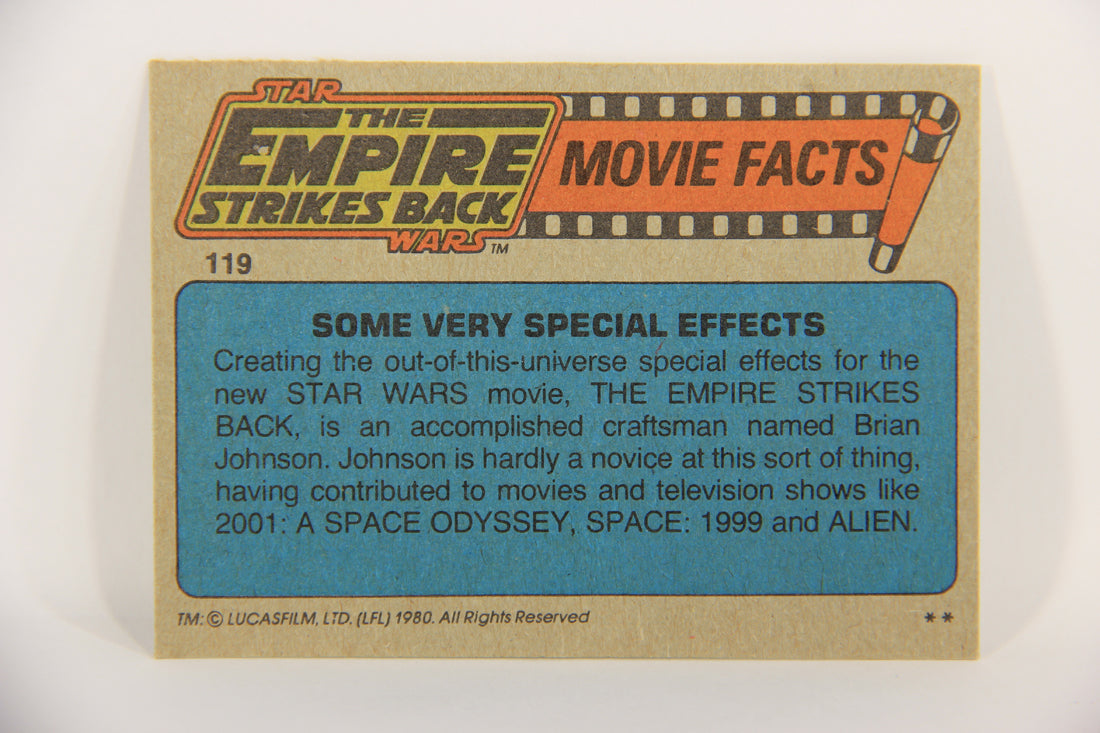 STAR
THE
EMPIRE
STRIKES BACK
WARS™
MOVIE FACTS
119
SOME VERY SPECIAL EFFECTS
Creating the out-of-this-universe special effects for the
new STAR WARS movie, THE EMPIRE STRIKES
BACK, is an accomplished craftsman named Brian
Johnson. Johnson is hardly a novice at this sort of thing,
having contributed to movies and television shows like
2001: A SPACE ODYSSEY, SPACE: 1999 and ALIEN.
TM: © LUCASFILM, LTD. (LFL) 1980. All Rights Reserved
**